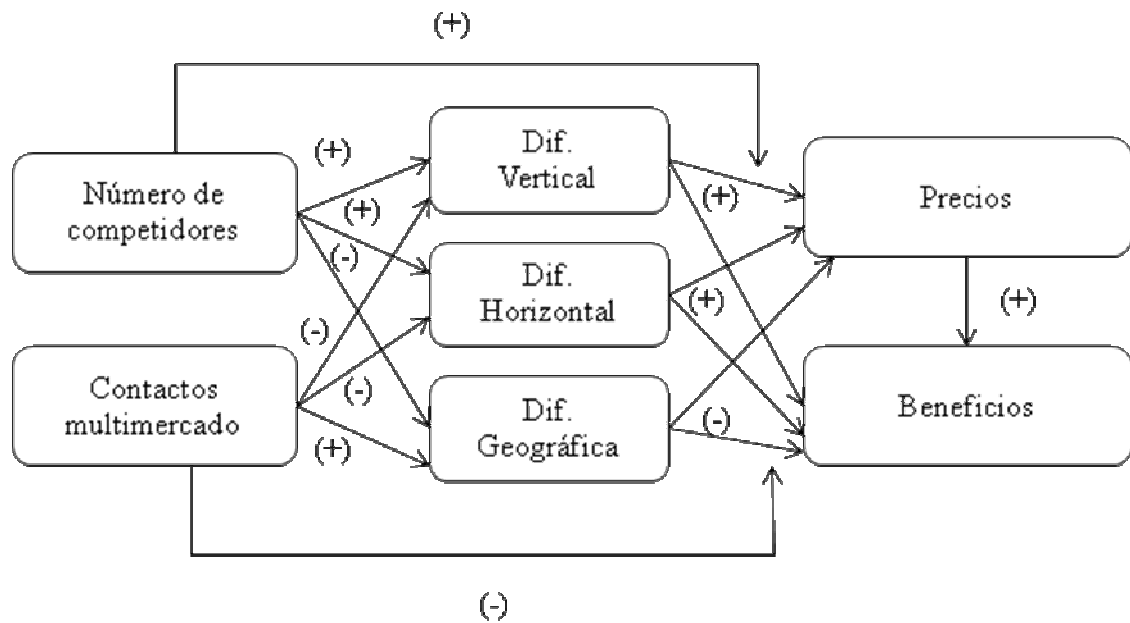 (+)
Dif.
Vertical
(+)
Número de
competidores
(+)
(-)
(+)
Precios
Dif.
Horizontal
(+)
(+)
(-)
(-)
Contactos
multimercado
(+)
Dif.
Geográfica
(-)
Beneficios
(-)